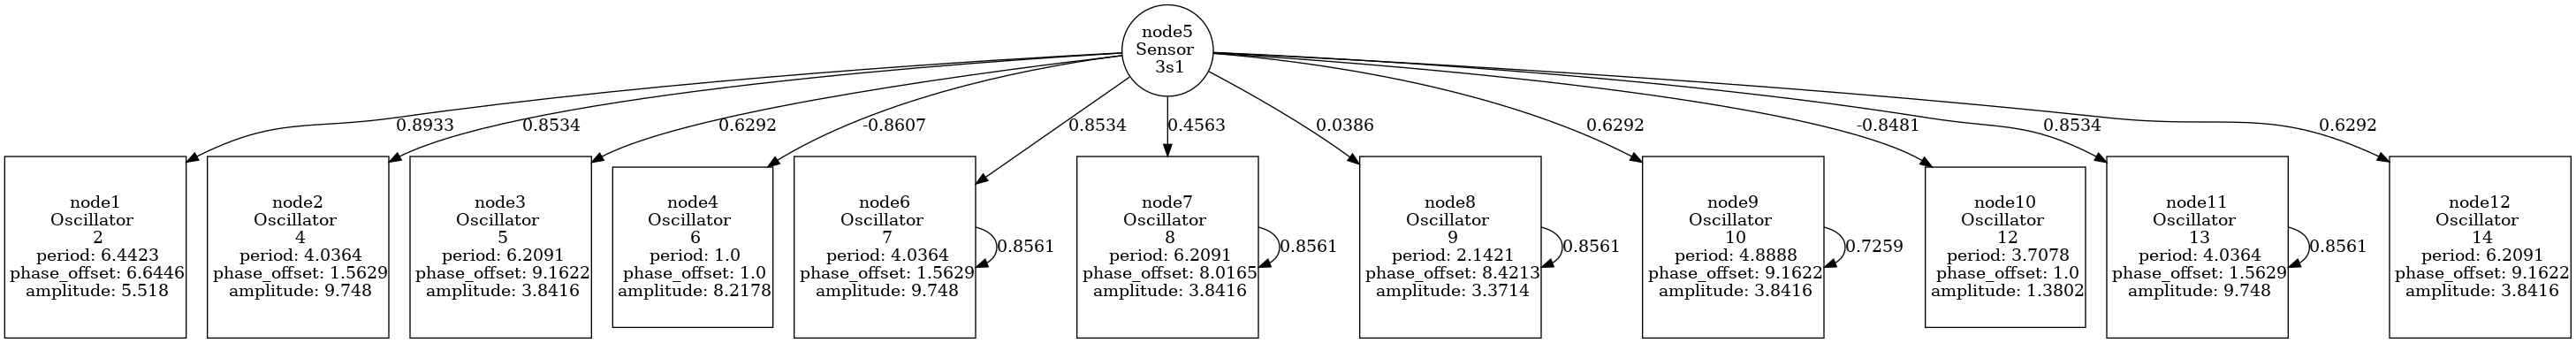 node5
Sensor
3s1
0.8933
0.8534
0.6292
-0.8607
0.8534
0.4563
0.0386
0.6292
-0.8481
0.8534
0.6292
node1
Oscillator
2
period: 6.4423
phase_offset: 6.6446
amplitude: 5.518
node2
Oscillator
4
period: 4.0364
phase_offset: 1.5629
amplitude: 9.748
node3
Oscillator
5
period: 6.2091
phase_offset: 9.1622
amplitude: 3.8416
node4
Oscillator
6
period: 1.0
phase_offset: 1.0
amplitude: 8.2178
node6
Oscillator
7
period: 4.0364
phase_offset: 1.5629
amplitude: 9.748
0.8561
node7
Oscillator
8
period: 6.2091
phase_offset: 8.0165
amplitude: 3.8416
0.8561
node8
Oscillator
9
period: 2.1421
phase_offset: 8.4213
amplitude: 3.3714
0.8561
node9
Oscillator
10
period: 4.8888
phase_offset: 9.1622
amplitude: 3.8416
0.7259
node10
Oscillator
12
period: 3.7078
phase_offset: 1.0
amplitude: 1.3802
node11
Oscillator
13
period: 4.0364
phase_offset: 1.5629
amplitude: 9.748
0.8561
node12
Oscillator
14
period: 6.2091
phase_offset: 9.1622
amplitude: 3.8416